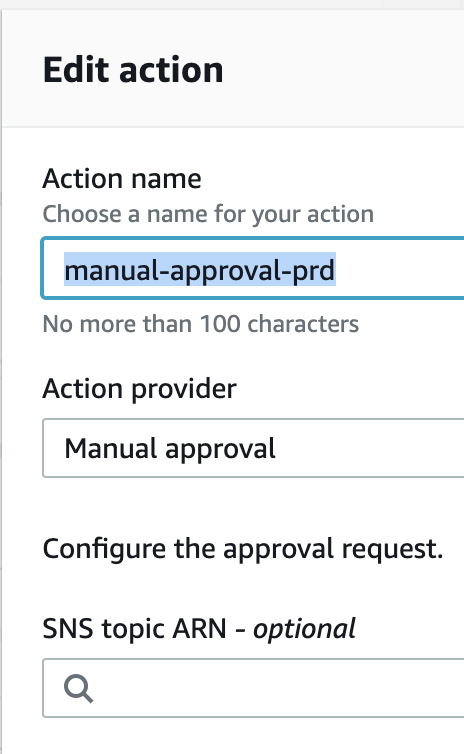 Edit action
Action name
Choose a name for your action
manual-approval-prd
No more than 100 characters
Action provider
Manual approval
Configure the approval request.
SNS topic ARN - optional